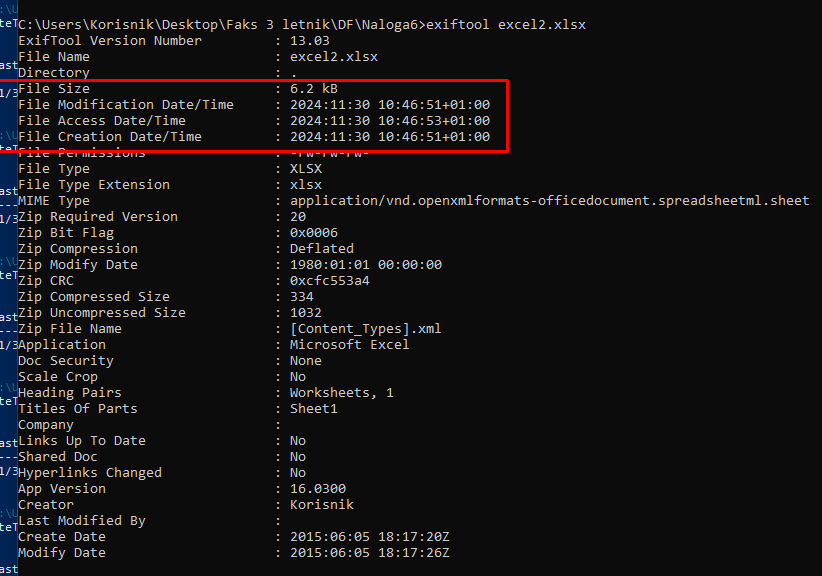 C:\Users\Korisnik\Desktop\Faks 3 letnik\DF\Naloga6>exiftool excel2.xlsx
ExifTool Version Number : 13.03
File Name : excel2.xlsx
Directory : .
File Size : 6.2 kB
File Modification Date/Time : 2024:11:30 10:46:51+01:00
File Access Date/Time : 2024:11:30 10:46:53+01:00
File Creation Date/Time : 2024:11:30 10:46:51+01:00
File Permissions : -rw-rw-rw-
File Type : XLSX
File Type Extension : xlsx
MIME Type : application/vnd.openxmlformats-officedocument.spreadsheetml.sheet
Zip Required Version : 20
Zip Bit Flag : 0x0006
Zip Compression : Deflated
Zip Modify Date : 1980:01:01 00:00:00
Zip CRC : 0xcfc553a4
Zip Compressed Size : 334
Zip Uncompressed Size : 1032
Zip File Name : [Content_Types].xml
Application : Microsoft Excel
Doc Security : None
Scale Crop : No
Heading Pairs : Worksheets, 1
Titles Of Parts : Sheet1
Company :
Links Up To Date : No
Shared Doc : No
Hyperlinks Changed : No
App Version : 16.0300
Creator : Korisnik
Last Modified By :
Create Date : 2015:06:05 18:17:20Z
Modify Date : 2015:06:05 18:17:26Z